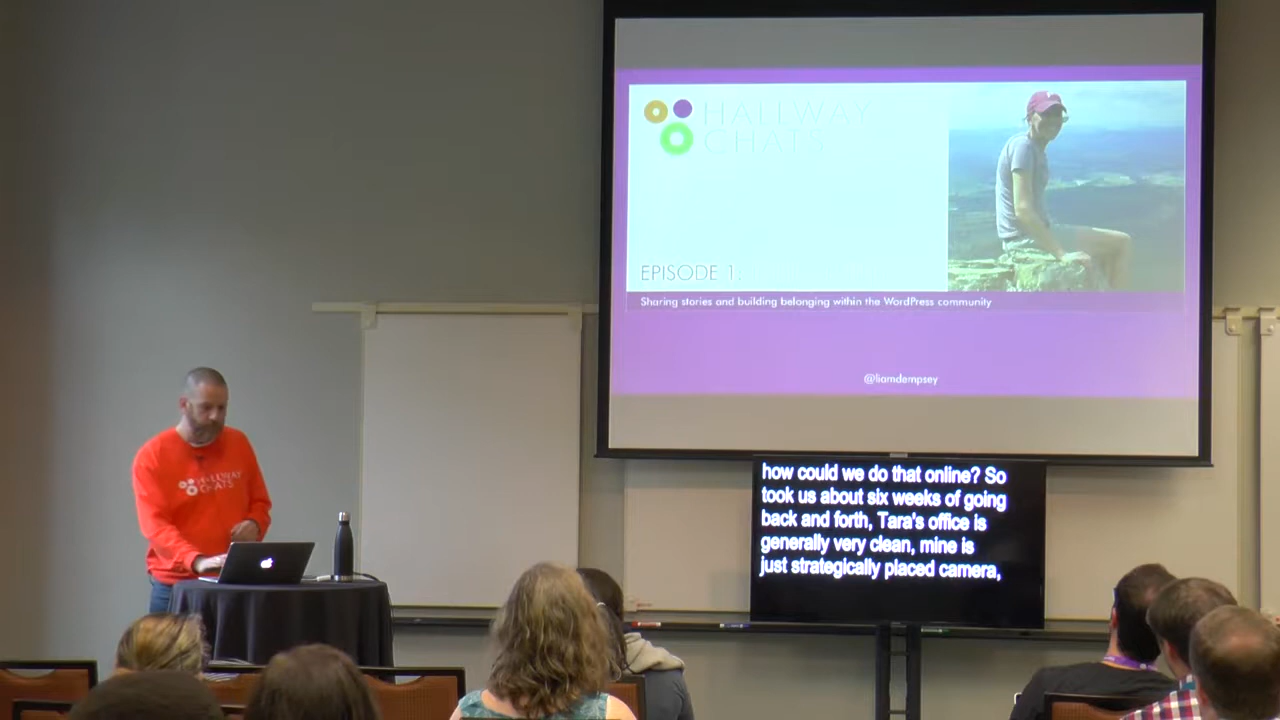 HALLWAY
CHATS
EPISODE 1.
Sharing stories and building belonging within the WordPress community
@liamdempsey
how could we do that online? So
took us about six weeks of going
back and forth, Tara's office is
generally very clean, mine is
just strategically placed camera,
HALLWAY
CHATS